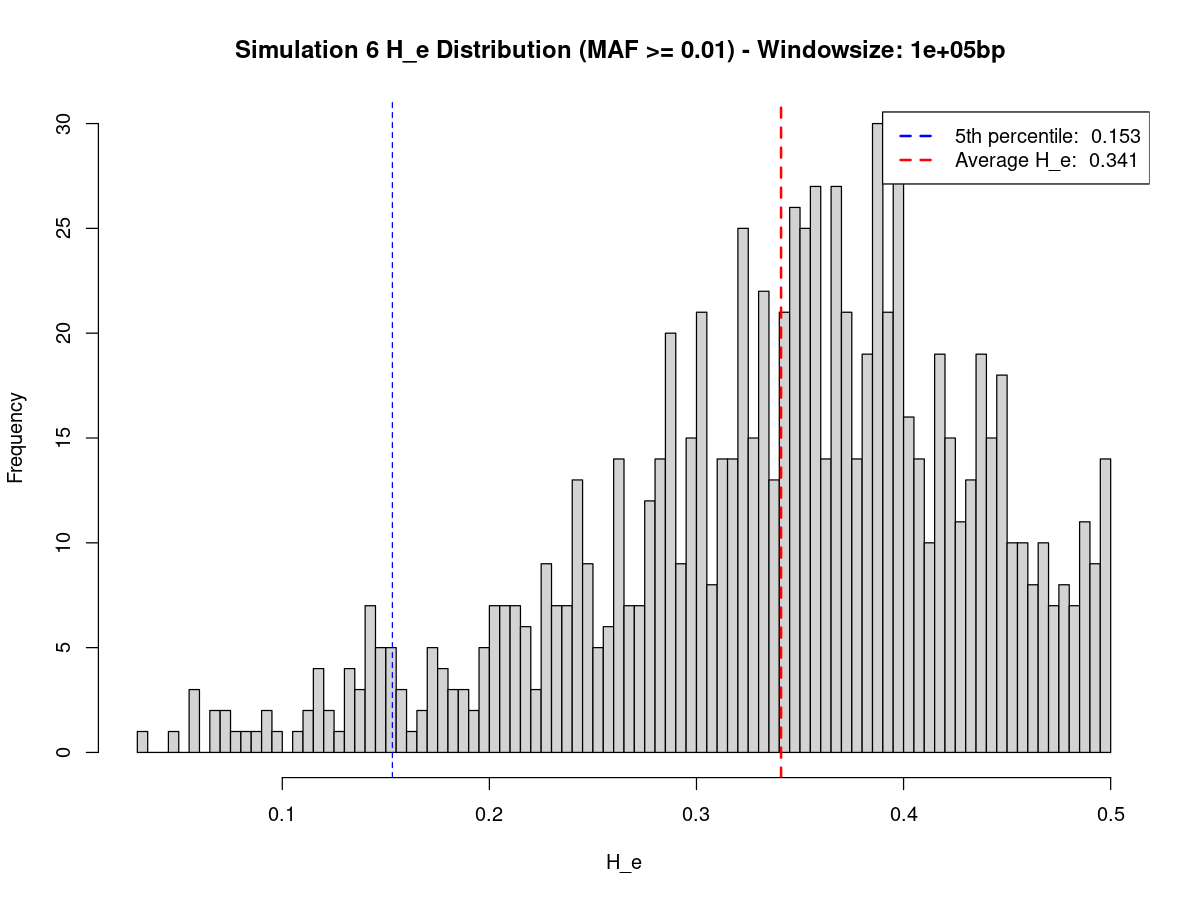 Simulation 6 H_e Distribution (MAF >= 0.01) - Windowsize: 1e+05bp
5th percentile: 0.153
Average H_e: 0.341
Frequency
30
25
20
15
10
5
0
0.1 0.2 0.3 0.4 0.5
H_e